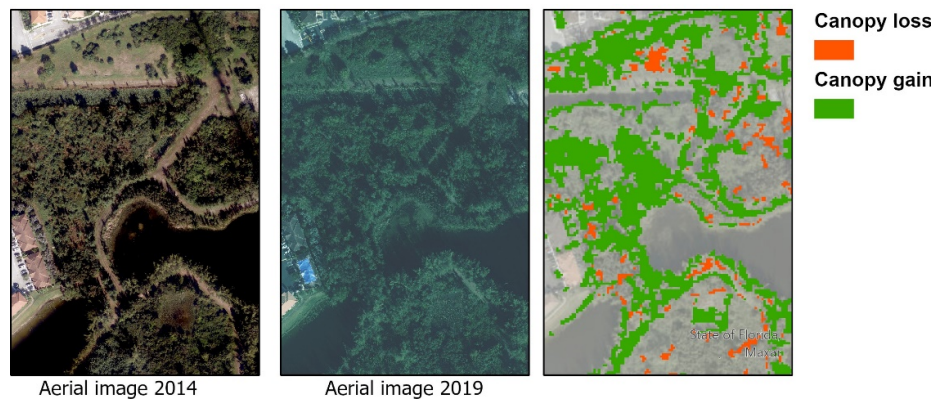 Canopy loss
Canopy gain
State of Florida
Maxar
Aerial image 2014
Aerial image 2019